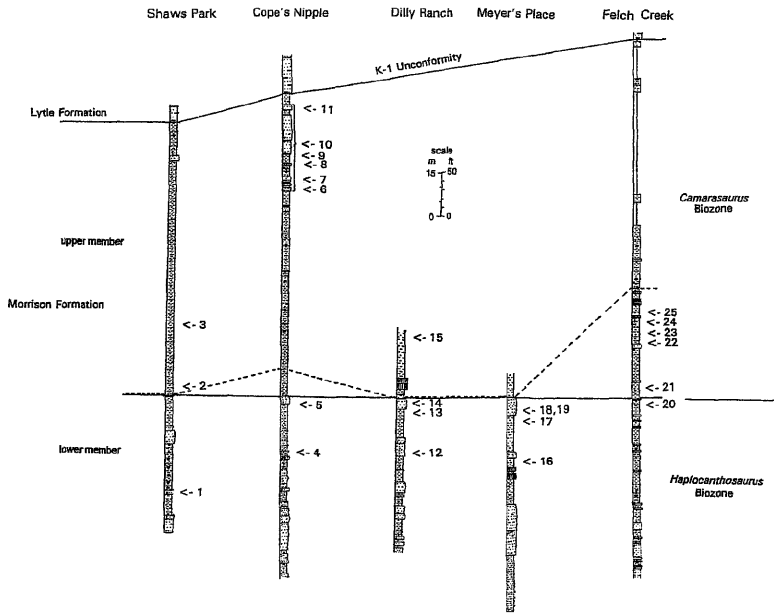 Shaws Park Cope's Nipple Dilly Ranch Meyer's Place Felch Creek
K-1 Unconformity
Lytle Formation
<- 11
<- 10
<- 9
<- 8
<- 7
<- 6
scale
m ft
15 50
0 0
Camarasaurus
Biozone
upper member
Morrison Formation
<- 3
<- 15
<- 25
<- 24
<- 23
<- 22
<- 2
<- 21
<- 5
<- 14
<- 13
<- 18,19
<- 17
<- 20
lower member
<- 4
<- 12
<- 16
<- 1
Haplocanthosaurus
Biozone